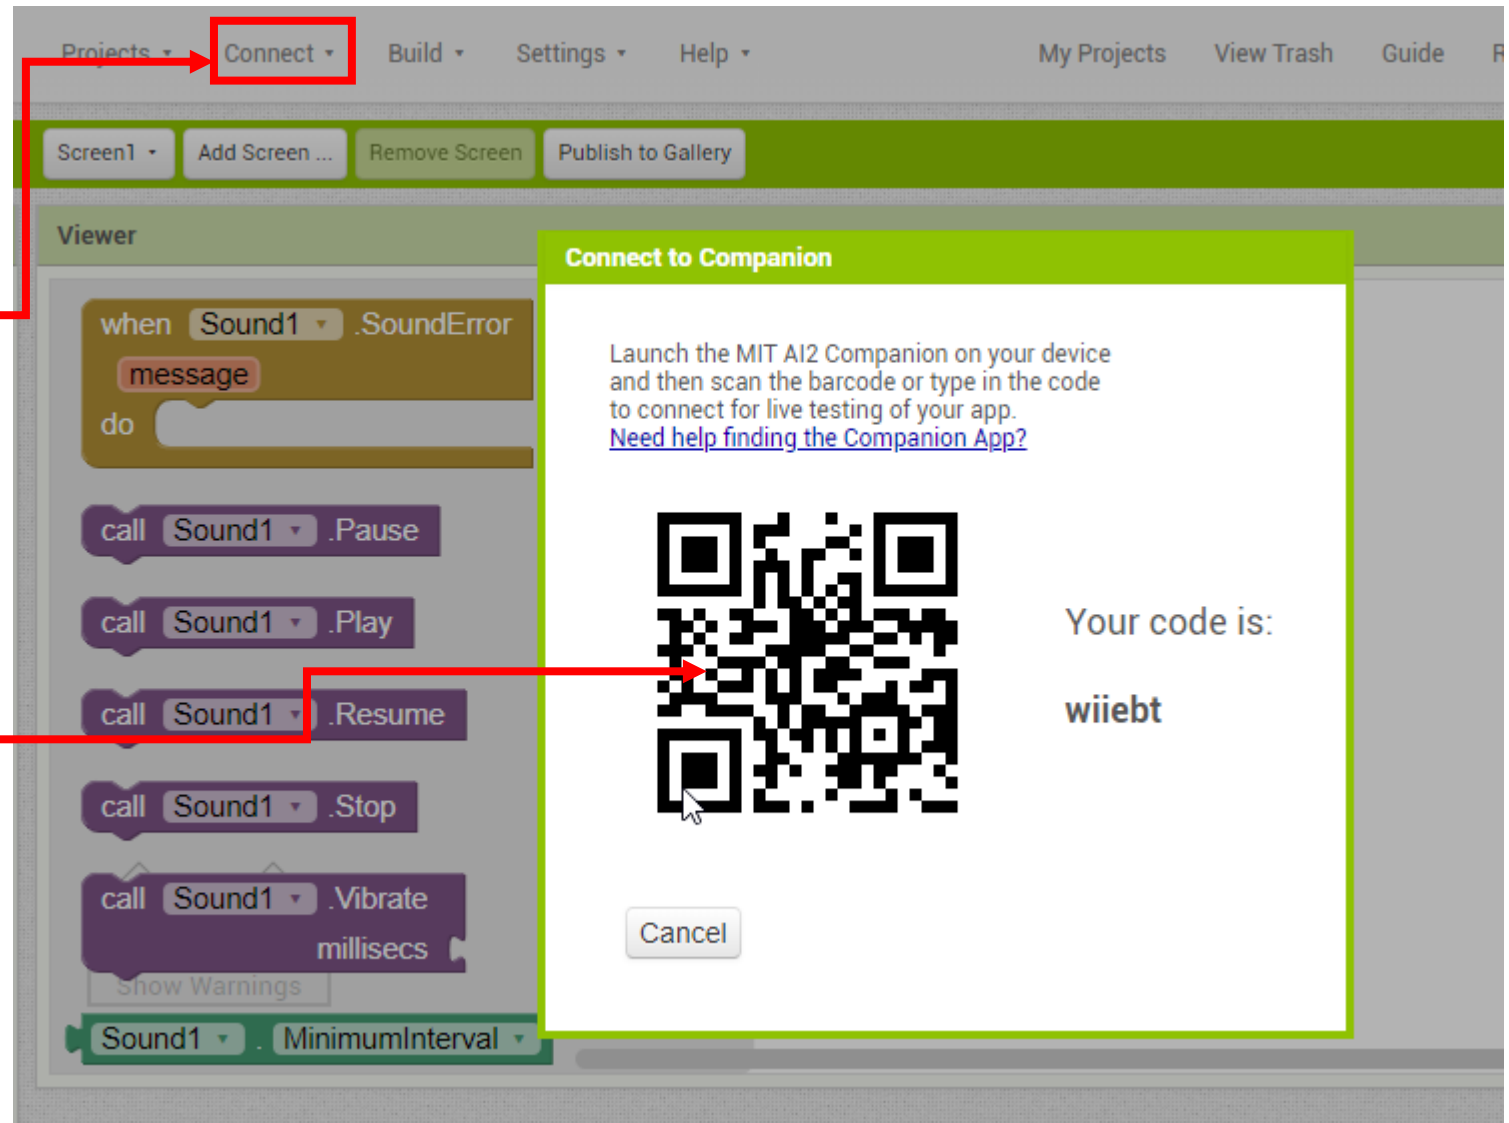 Projects Connect Build Settings Help My Projects View Trash Guide R
Screen1 Add Screen ... Remove Screen Publish to Gallery
Viewer
when Sound1 .SoundError
message
do
call Sound1 .Pause
call Sound1 .Play
call Sound1 .Resume
call Sound1 .Stop
call Sound1 .Vibrate
millisecs
Show Warnings
Sound1 . MinimumInterval
Connect to Companion
Launch the MIT AI2 Companion on your device
and then scan the barcode or type in the code
to connect for live testing of your app.
Need help finding the Companion App?
Your code is:
wiiebt
Cancel